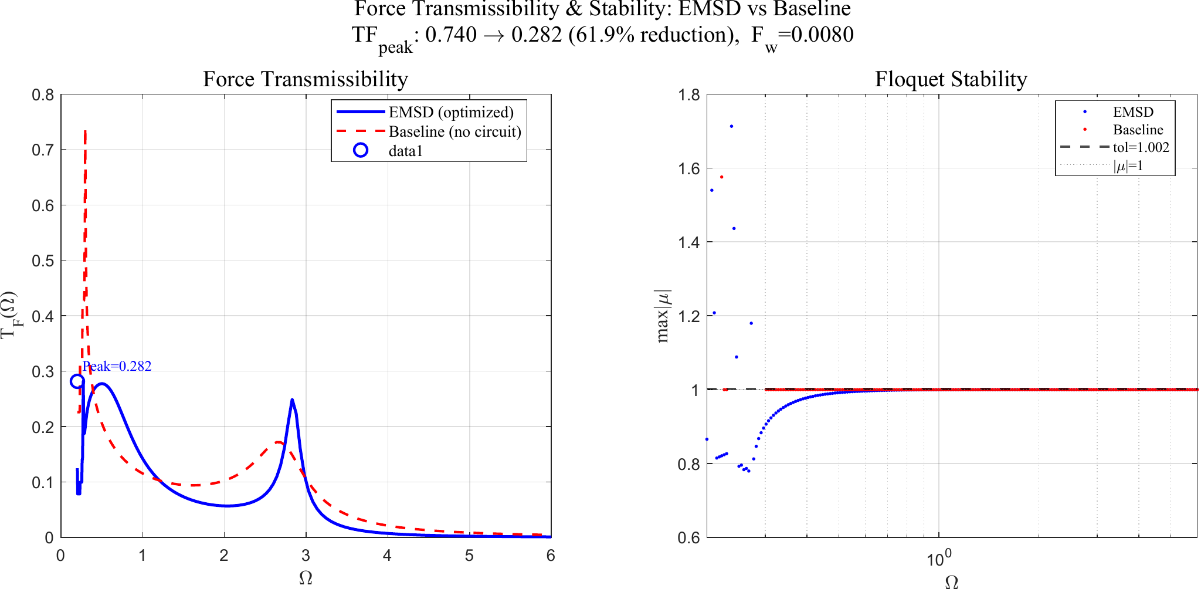 Force Transmissibility & Stability: EMSD vs Baseline
TF_peak: 0.740 → 0.282 (61.9% reduction), F_w=0.0080
Force Transmissibility
0.8
0.7
0.6
0.5
0.4
0.3
0.2
0.1
0
T_F(Ω)
EMSD (optimized)
Baseline (no circuit)
data1
Peak=0.282
0 1 2 3 4 5 6
Ω
Floquet Stability
1.8
1.6
1.4
1.2
1
0.8
0.6
max|μ|
EMSD
Baseline
tol=1.002
|μ|=1
10^0
Ω